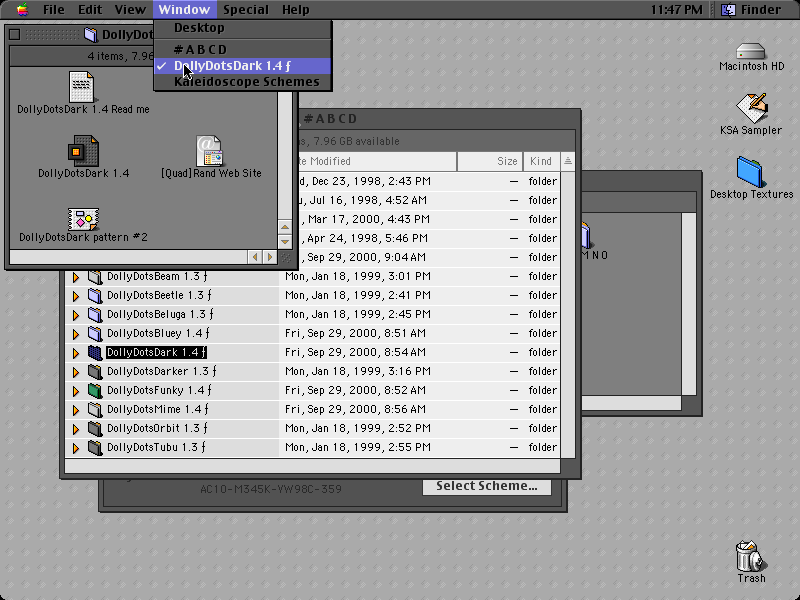 File Edit View Window Special Help 11:47 PM Finder
Desktop
#ABCD
✓ DollyDotsDark 1.4 ƒ
Kaleidoscope Schemes
DollyDot
4 items, 7.96
DollyDotsDark 1.4 Read me
DollyDotsDark 1.4
[Quad]Rand Web Site
DollyDotsDark pattern #2
#ABCD
s, 7.96 GB available
te Modified Size Kind
d, Dec 23, 1998, 2:43 PM — folder
u, Jul 16, 1998, 4:52 AM — folder
, Mar 17, 2000, 4:43 PM — folder
, Apr 24, 1998, 5:46 PM — folder
, Sep 29, 2000, 9:04 AM — folder
DollyDotsBeam 1.3 ƒ Mon, Jan 18, 1999, 3:01 PM — folder
DollyDotsBeetle 1.3 ƒ Mon, Jan 18, 1999, 2:41 PM — folder
DollyDotsBeluga 1.3 ƒ Mon, Jan 18, 1999, 2:45 PM — folder
DollyDotsBluey 1.4 ƒ Fri, Sep 29, 2000, 8:51 AM — folder
DollyDotsDark 1.4 ƒ Fri, Sep 29, 2000, 8:54 AM — folder
DollyDotsDarker 1.3 ƒ Mon, Jan 18, 1999, 3:16 PM — folder
DollyDotsFunky 1.4 ƒ Fri, Sep 29, 2000, 8:52 AM — folder
DollyDotsMime 1.4 ƒ Fri, Sep 29, 2000, 8:56 AM — folder
DollyDotsOrbit 1.3 ƒ Mon, Jan 18, 1999, 2:52 PM — folder
DollyDotsTubu 1.3 ƒ Mon, Jan 18, 1999, 2:55 PM — folder
M N O
AC10-M345K-VW98C-359
Select Scheme...
Macintosh HD
KSA Sampler
Desktop Textures
Trash